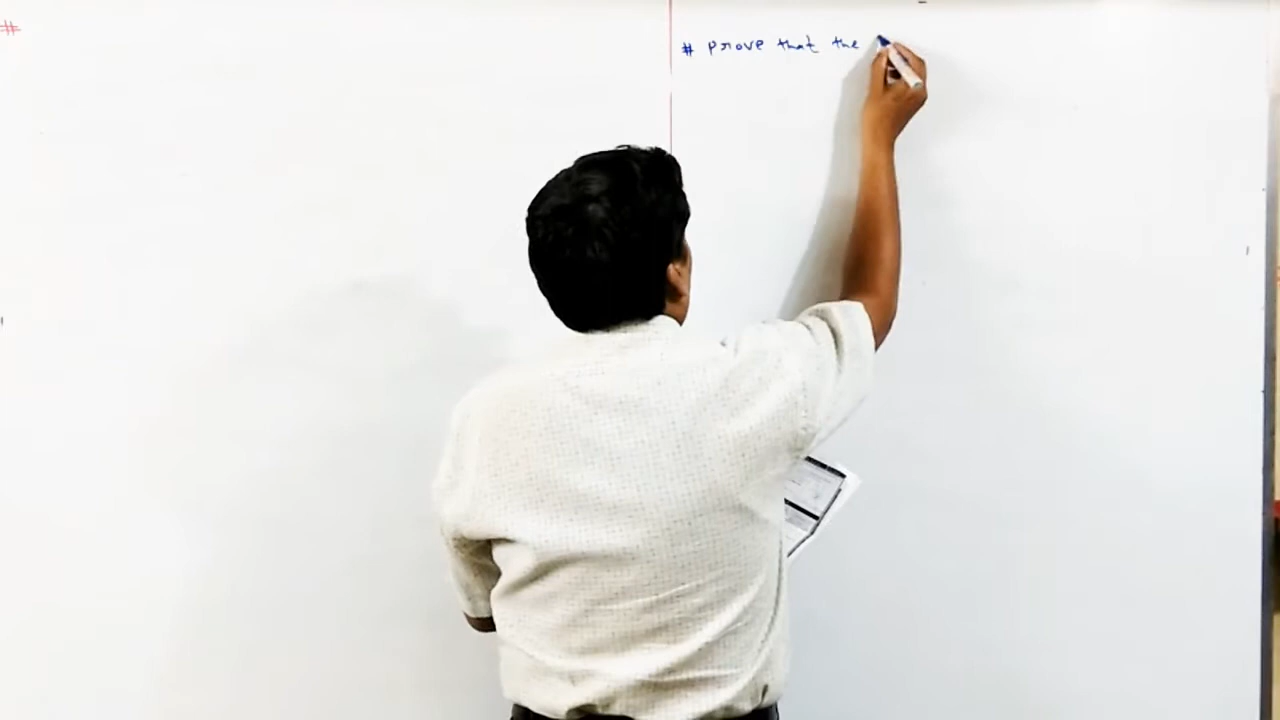 #
# prove that the